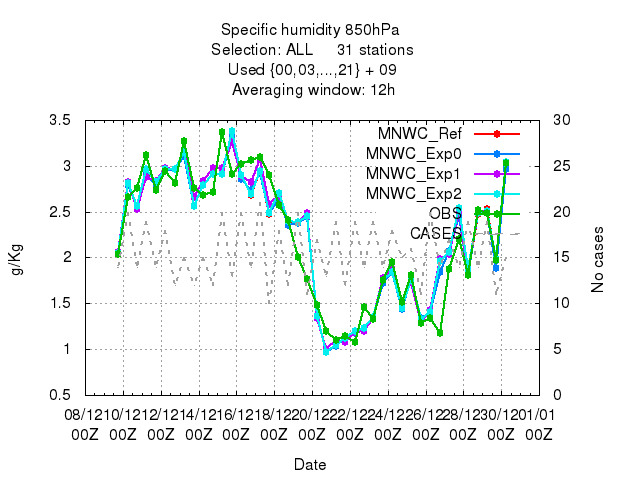 Specific humidity 850hPa
Selection: ALL 31 stations
Used {00,03,...,21} + 09
Averaging window: 12h
3.5
3
2.5
2
1.5
1
0.5
g/Kg
30
25
20
15
10
5
0
No cases
MNWC_Ref
MNWC_Exp0
MNWC_Exp1
MNWC_Exp2
OBS
CASES
08/12 10/12 12/12 14/12 16/12 18/12 20/12 22/12 24/12 26/12 28/12 30/12 01/01
00Z 00Z 00Z 00Z 00Z 00Z 00Z 00Z 00Z 00Z 00Z 00Z 00Z
Date